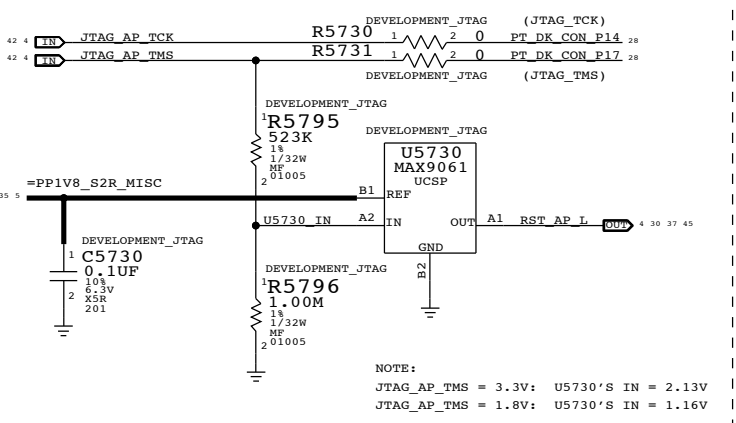 DEVELOPMENT_JTAG (JTAG_TCK)
42 4 IN JTAG_AP_TCK R5730 1 2 0 PT_DK_CON_P14 28
42 4 IN JTAG_AP_TMS R5731 1 2 0 PT_DK_CON_P17 28
DEVELOPMENT_JTAG (JTAG_TMS)
DEVELOPMENT_JTAG
1 R5795
523K
1%
1/32W
MF
2 01005
DEVELOPMENT_JTAG
U5730
MAX9061
UCSP
35 5 =PP1V8_S2R_MISC B1 REF
U5730_IN A2 IN OUT A1 RST_AP_L OUT 4 30 37 45
GND
B2
DEVELOPMENT_JTAG
1 C5730
0.1UF
10%
6.3V
2 X5R
201
DEVELOPMENT_JTAG
1 R5796
1.00M
1%
1/32W
MF
2 01005
NOTE:
JTAG_AP_TMS = 3.3V: U5730'S IN = 2.13V
JTAG_AP_TMS = 1.8V: U5730'S IN = 1.16V